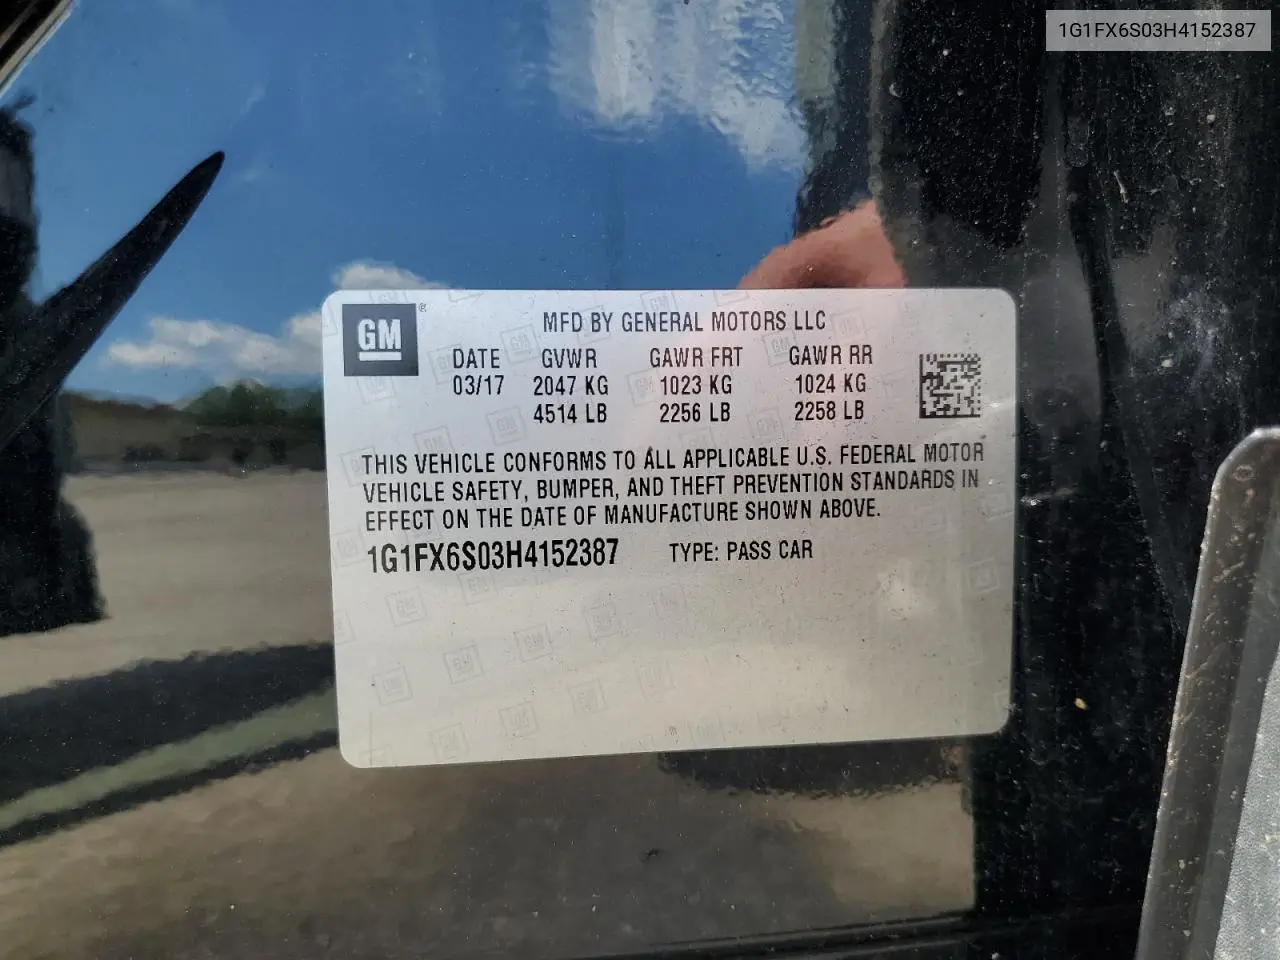 1G1FX6S03H4152387
GM ®
MFD BY GENERAL MOTORS LLC
DATE GVWR GAWR FRT GAWR RR
03/17 2047 KG 1023 KG 1024 KG
4514 LB 2256 LB 2258 LB
THIS VEHICLE CONFORMS TO ALL APPLICABLE U.S. FEDERAL MOTOR
VEHICLE SAFETY, BUMPER, AND THEFT PREVENTION STANDARDS IN
EFFECT ON THE DATE OF MANUFACTURE SHOWN ABOVE.
1G1FX6S03H4152387 TYPE: PASS CAR